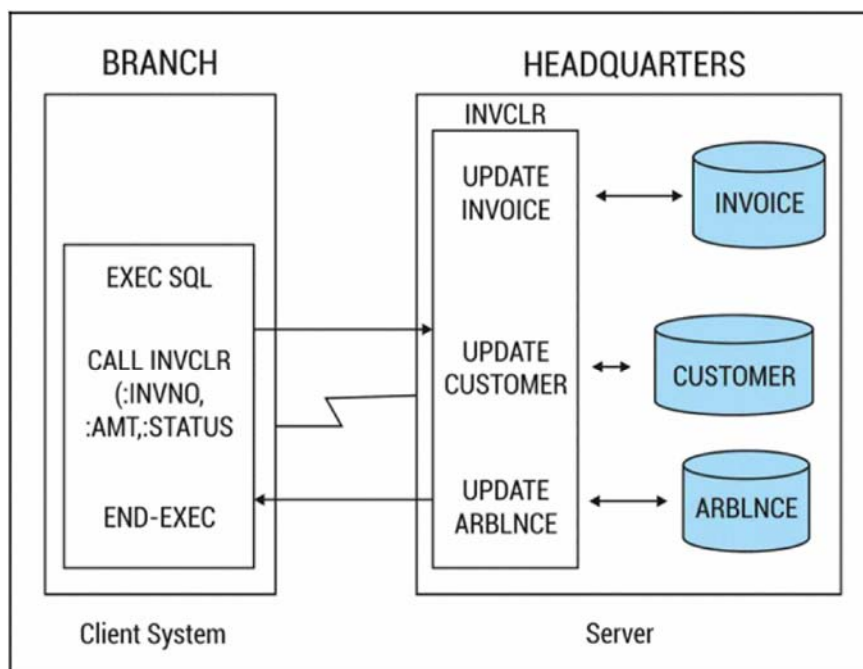 BRANCH
EXEC SQL
CALL INVCLR
(:INVNO,
:AMT,:STATUS
END-EXEC
Client System
HEADQUARTERS
INVCLR
UPDATE
INVOICE
INVOICE
UPDATE
CUSTOMER
CUSTOMER
UPDATE
ARBLNCE
ARBLNCE
Server